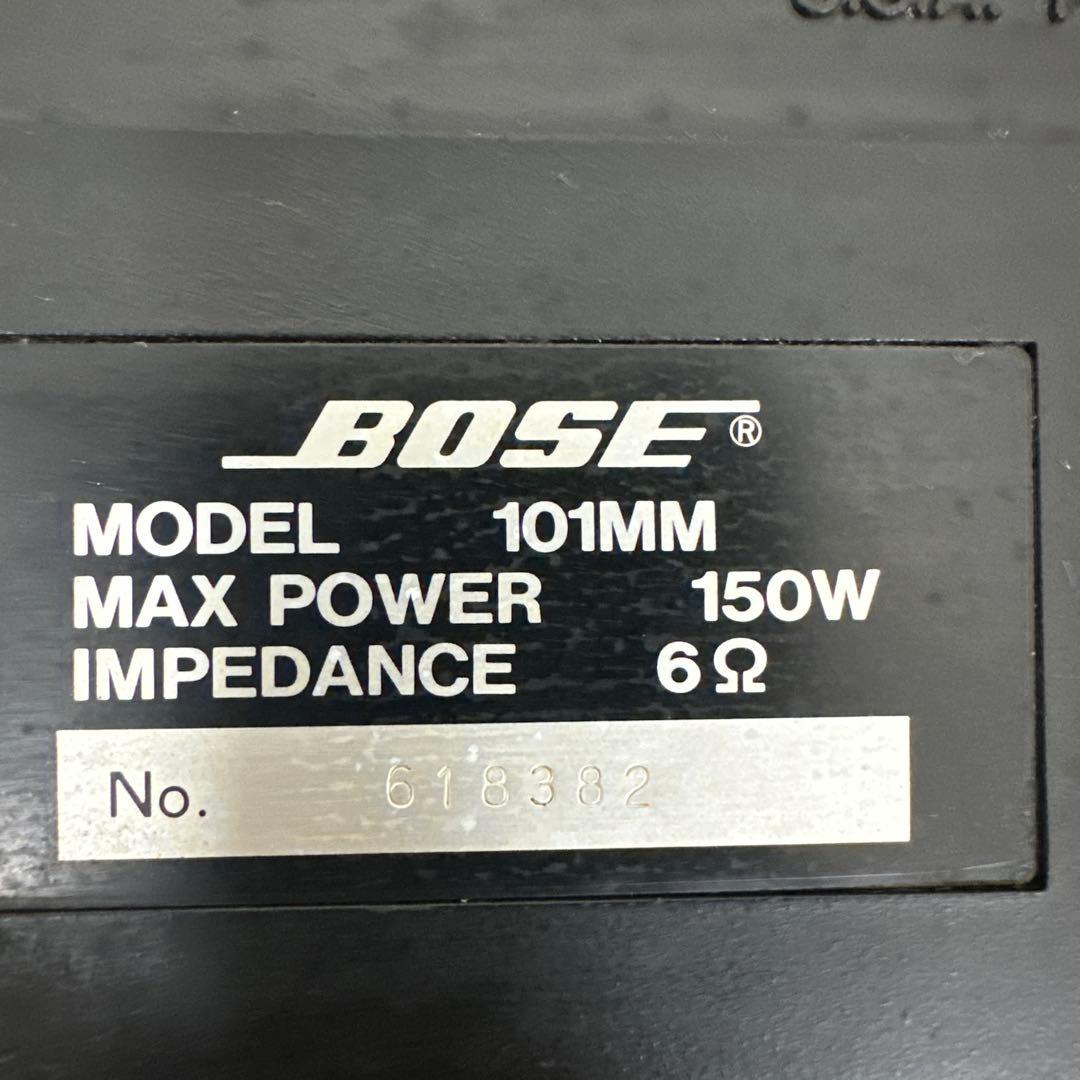 BOSE®
MODEL 101MM
MAX POWER 150W
IMPEDANCE 6Ω
No. 618382